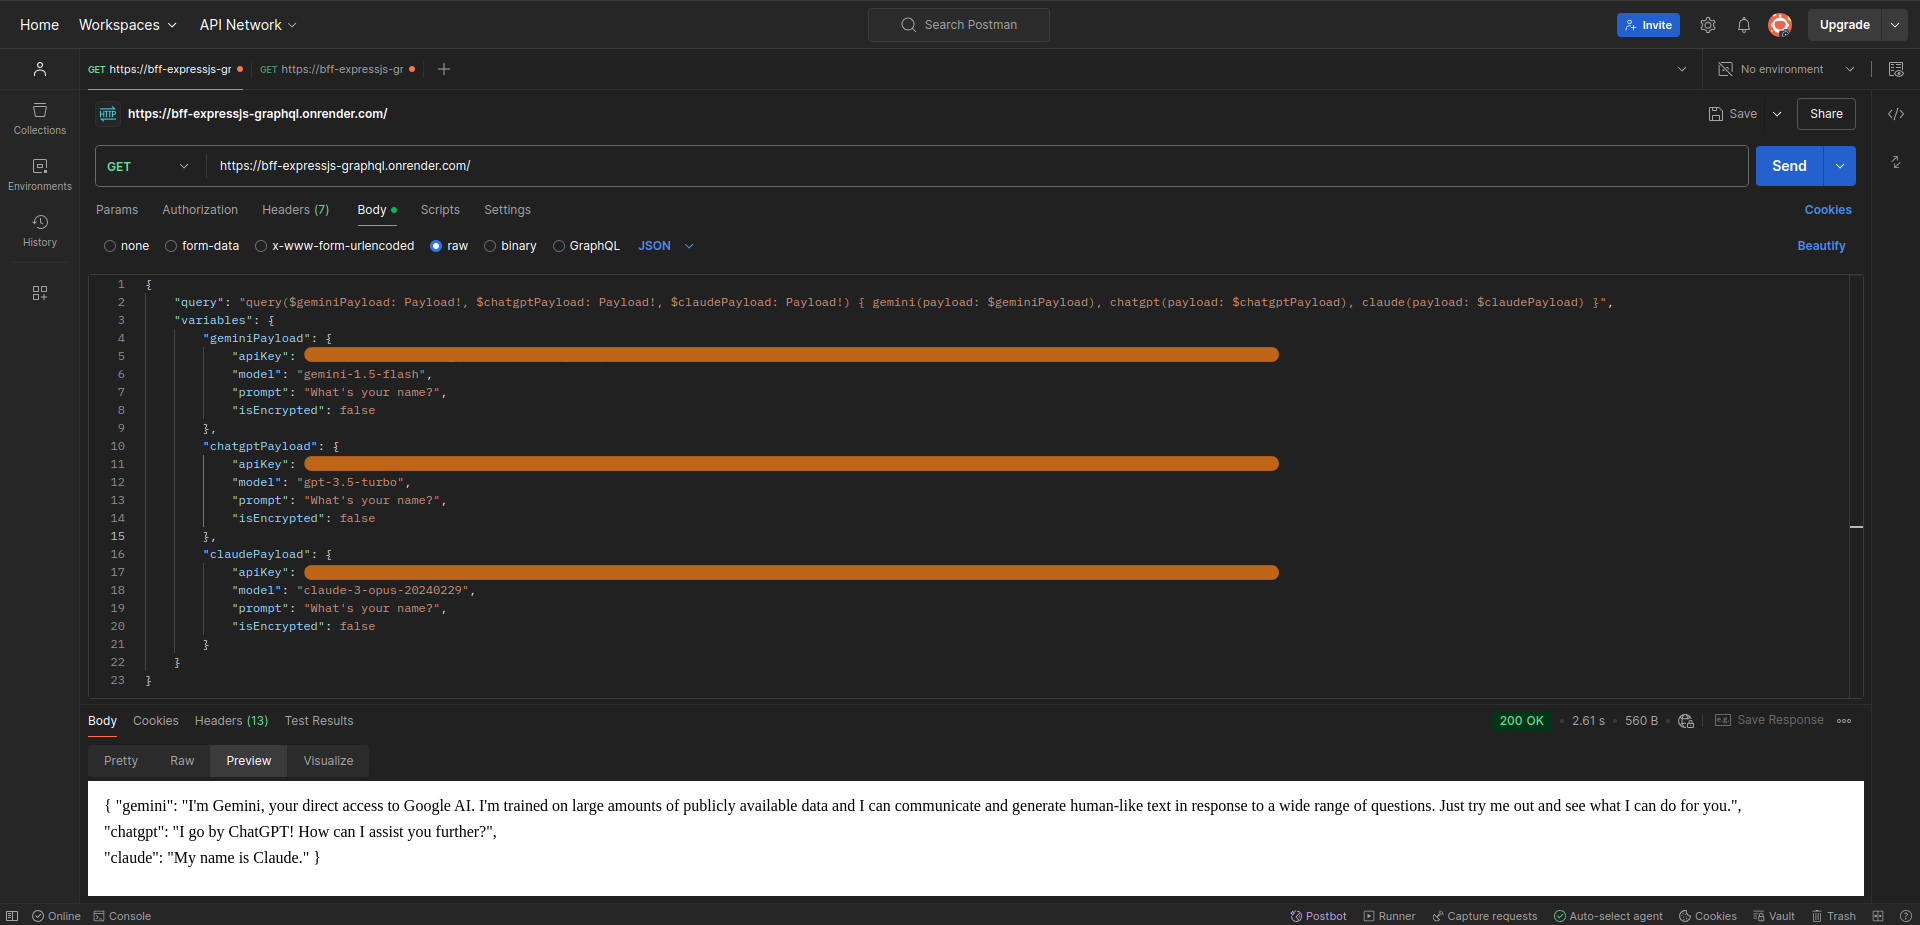 Home Workspaces API Network Search Postman Invite Upgrade
GET https://bff-expressjs-gr GET https://bff-expressjs-gr No environment
HTTP https://bff-expressjs-graphql.onrender.com/ Save Share
GET https://bff-expressjs-graphql.onrender.com/ Send
Params Authorization Headers (7) Body Scripts Settings Cookies
none form-data x-www-form-urlencoded raw binary GraphQL JSON Beautify
Collections
Environments
History
1 {
2 "query": "query($geminiPayload: Payload!, $chatgptPayload: Payload!, $claudePayload: Payload!) { gemini(payload: $geminiPayload), chatgpt(payload: $chatgptPayload), claude(payload: $claudePayload) }",
3 "variables": {
4 "geminiPayload": {
5 "apiKey":
6 "model": "gemini-1.5-flash",
7 "prompt": "What's your name?",
8 "isEncrypted": false
9 },
10 "chatgptPayload": {
11 "apiKey":
12 "model": "gpt-3.5-turbo",
13 "prompt": "What's your name?",
14 "isEncrypted": false
15 },
16 "claudePayload": {
17 "apiKey":
18 "model": "claude-3-opus-20240229",
19 "prompt": "What's your name?",
20 "isEncrypted": false
21 }
22 }
23 }
Body Cookies Headers (13) Test Results 200 OK • 2.61 s • 560 B • e.g. Save Response
Pretty Raw Preview Visualize
{ "gemini": "I'm Gemini, your direct access to Google AI. I'm trained on large amounts of publicly available data and I can communicate and generate human-like text in response to a wide range of questions. Just try me out and see what I can do for you.",
"chatgpt": "I go by ChatGPT! How can I assist you further?",
"claude": "My name is Claude." }
Online Console Postbot Runner Capture requests Auto-select agent Cookies Vault Trash